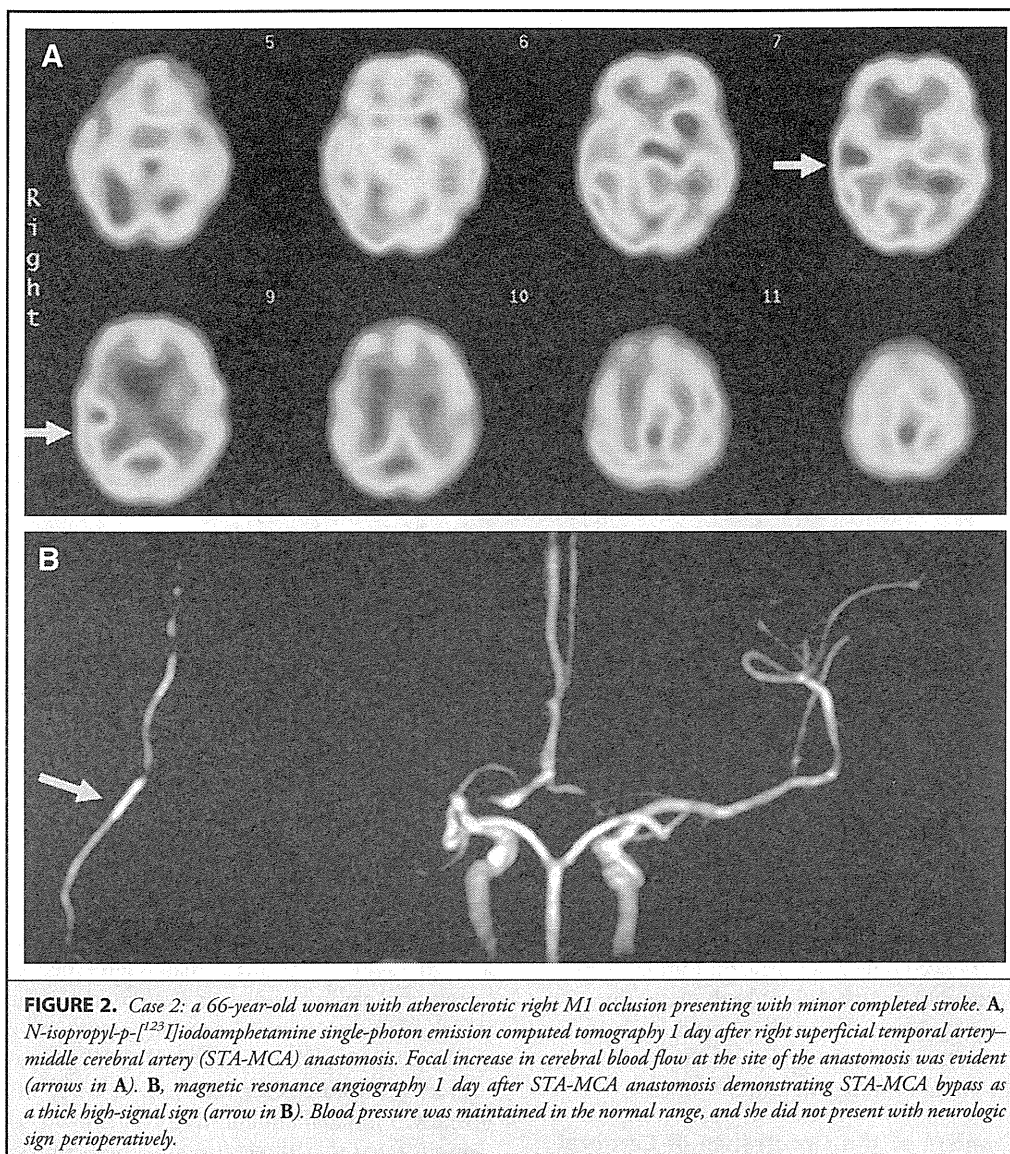 A
5
6
7
Right
9
10
11
B
FIGURE 2. Case 2: a 66-year-old woman with atherosclerotic right M1 occlusion presenting with minor completed stroke. A,
N-isopropyl-p-[¹²³I]iodoamphetamine single-photon emission computed tomography 1 day after right superficial temporal artery–
middle cerebral artery (STA-MCA) anastomosis. Focal increase in cerebral blood flow at the site of the anastomosis was evident
(arrows in A). B, magnetic resonance angiography 1 day after STA-MCA anastomosis demonstrating STA-MCA bypass as
a thick high-signal sign (arrow in B). Blood pressure was maintained in the normal range, and she did not present with neurologic
sign perioperatively.